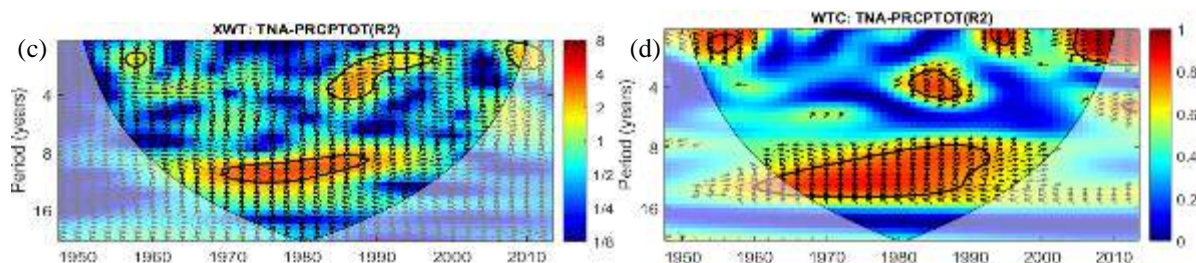 (c)
XWT: TNA-PRCPTOT(R2)
Period (years)
4
8
16
1950 1960 1970 1980 1990 2000 2010
8
4
2
1
1/2
1/4
1/8
(d)
WTC: TNA-PRCPTOT(R2)
Period (years)
4
8
16
1950 1960 1970 1980 1990 2000 2010
1
0.8
0.6
0.4
0.2
0